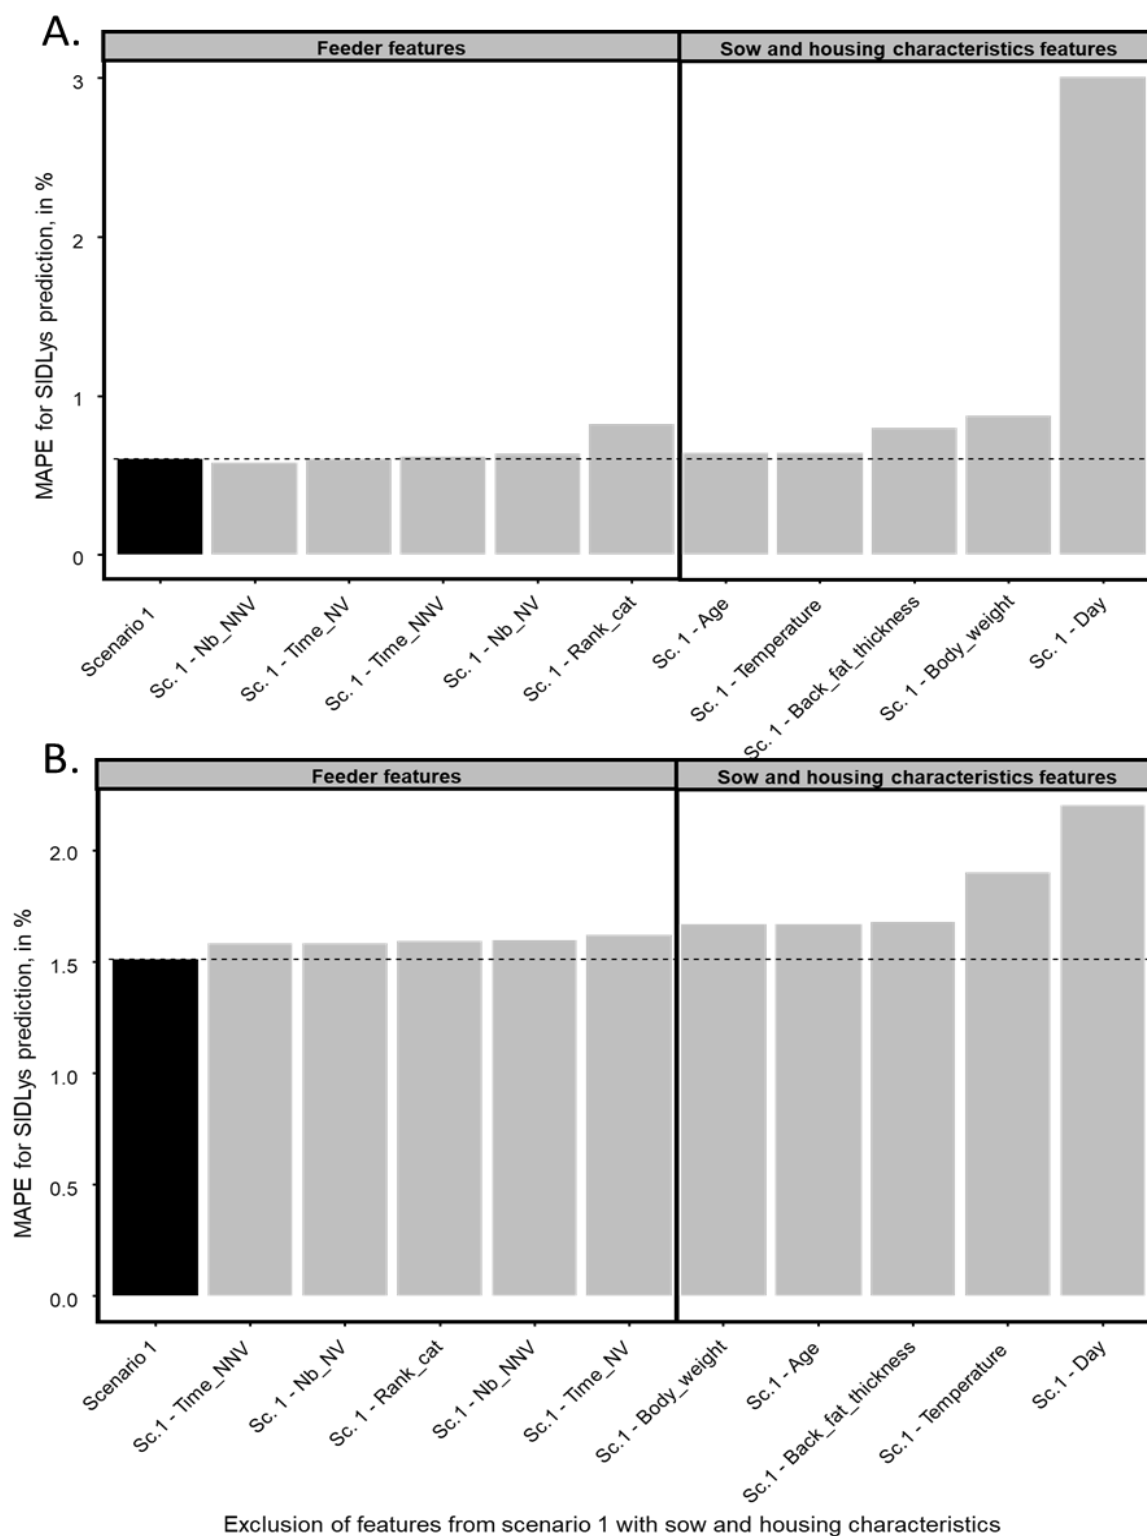 A.
Feeder features
Sow and housing characteristics features
MAPE for SIDLys prediction, in %
3
2
1
0
Scenario 1
Sc. 1 - Nb_NNV
Sc. 1 - Time_NV
Sc. 1 - Time_NNV
Sc. 1 - Nb_NV
Sc. 1 - Rank_cat
Sc. 1 - Age
Sc. 1 - Temperature
Sc. 1 - Back_fat_thickness
Sc. 1 - Body_weight
Sc. 1 - Day
B.
Feeder features
Sow and housing characteristics features
MAPE for SIDLys prediction, in %
2.0
1.5
1.0
0.5
0.0
Scenario 1
Sc.1 - Time_NNV
Sc. 1 - Nb_NV
Sc. 1 - Rank_cat
Sc.1 - Nb_NNV
Sc.1 - Time_NV
Sc.1 - Body_weight
Sc.1 - Age
Sc.1 - Back_fat_thickness
Sc.1 - Temperature
Sc.1 - Day
Exclusion of features from scenario 1 with sow and housing characteristics